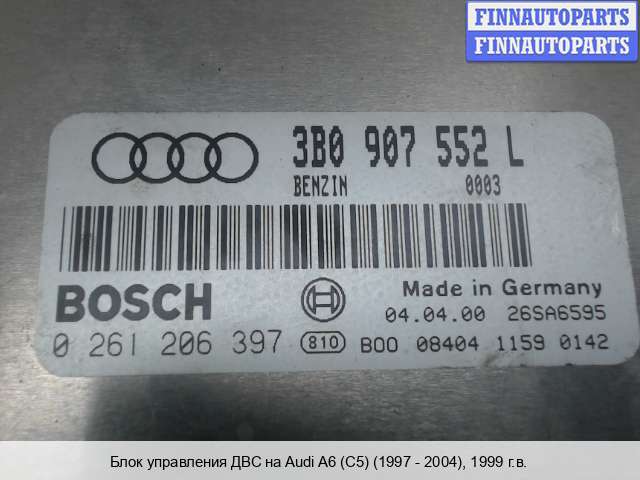 FINNAUTOPARTS
FINNAUTOPARTS
3B0 907 552 L
BENZIN 0003
BOSCH
Made in Germany
04.04.00 26SA6595
0 261 206 397 810 B00 08404 1159 0142
Блок управления ДВС на Audi A6 (C5) (1997 - 2004), 1999 г.в.